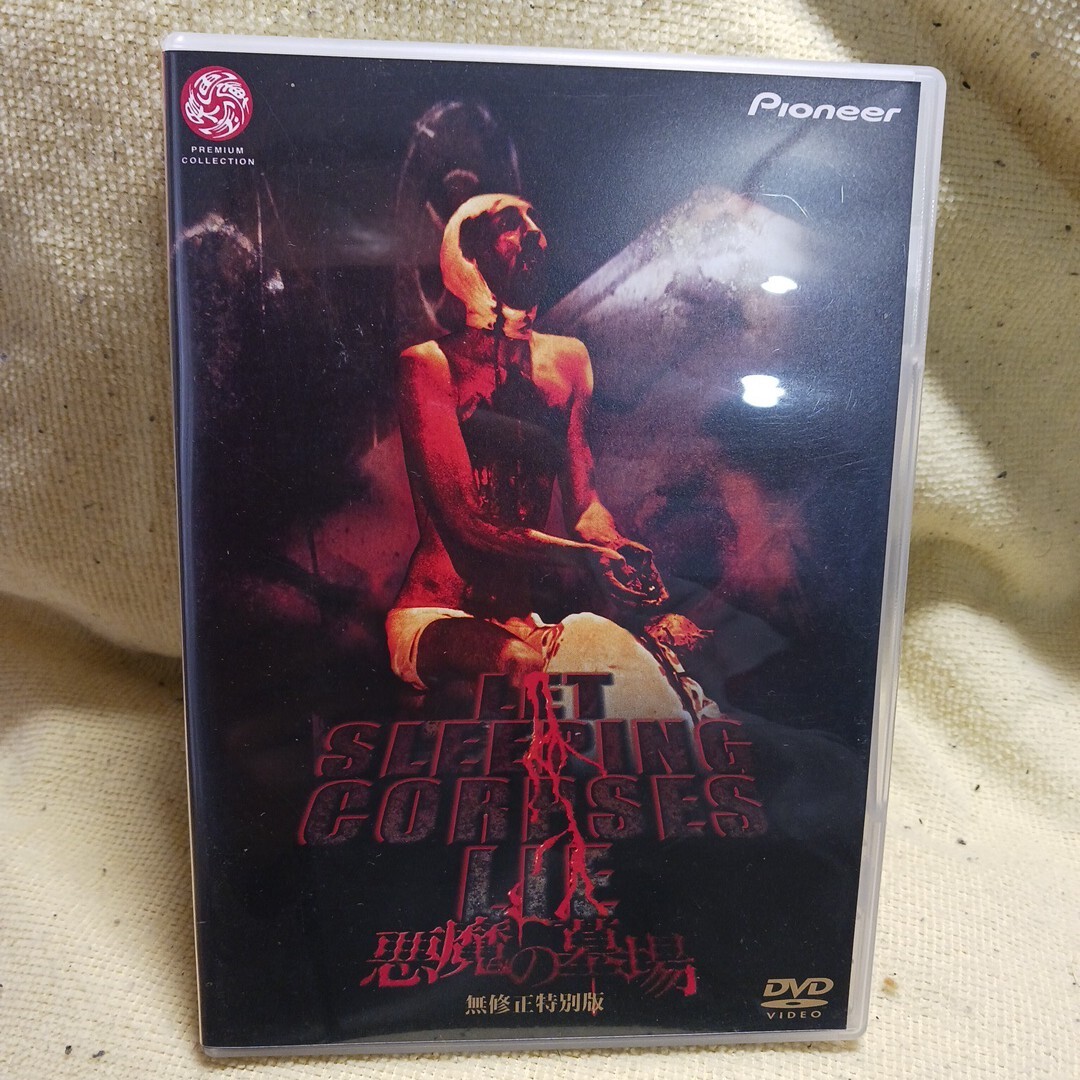 PREMIUM
COLLECTION
Pioneer
LET
SLEEPING
CORPSES
LIE
悪魔の墓場
無修正特別版
DVD
VIDEO